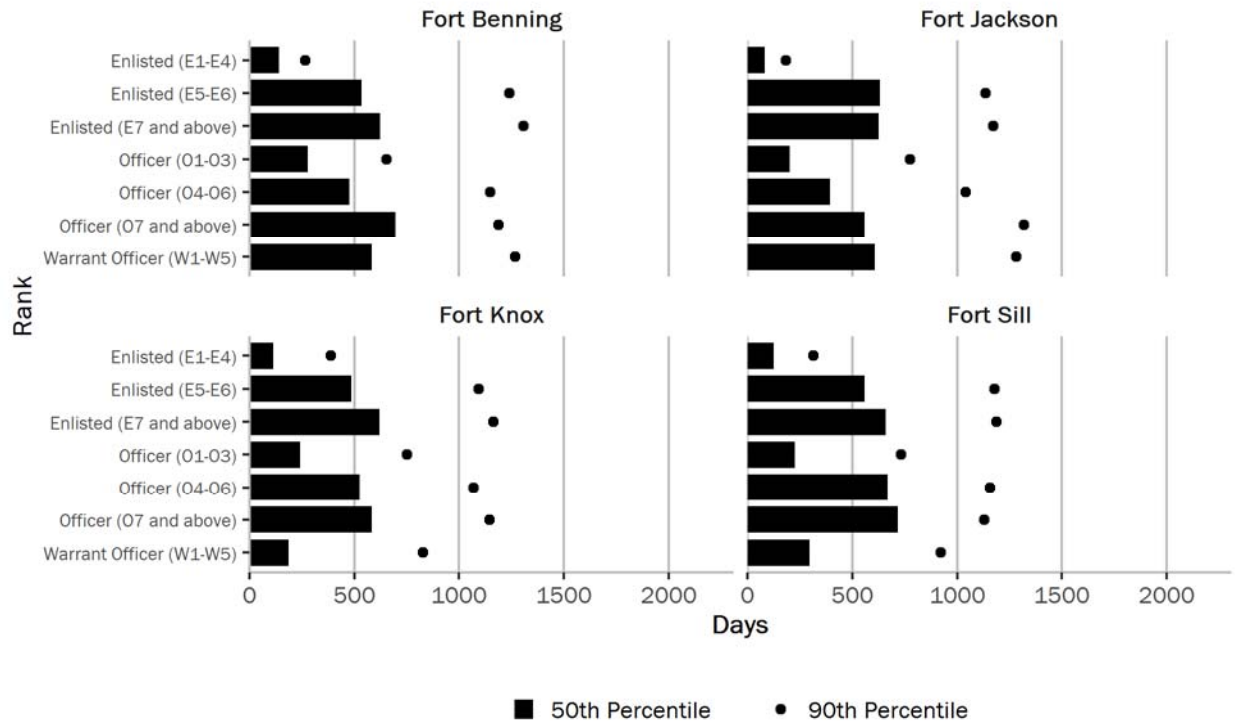 Fort Benning
Fort Jackson
Enlisted (E1-E4)
Enlisted (E5-E6)
Enlisted (E7 and above)
Officer (O1-O3)
Officer (O4-O6)
Officer (O7 and above)
Warrant Officer (W1-W5)
Rank
Fort Knox
Fort Sill
Enlisted (E1-E4)
Enlisted (E5-E6)
Enlisted (E7 and above)
Officer (O1-O3)
Officer (O4-O6)
Officer (O7 and above)
Warrant Officer (W1-W5)
0 500 1000 1500 2000 0 500 1000 1500 2000
Days
50th Percentile 90th Percentile